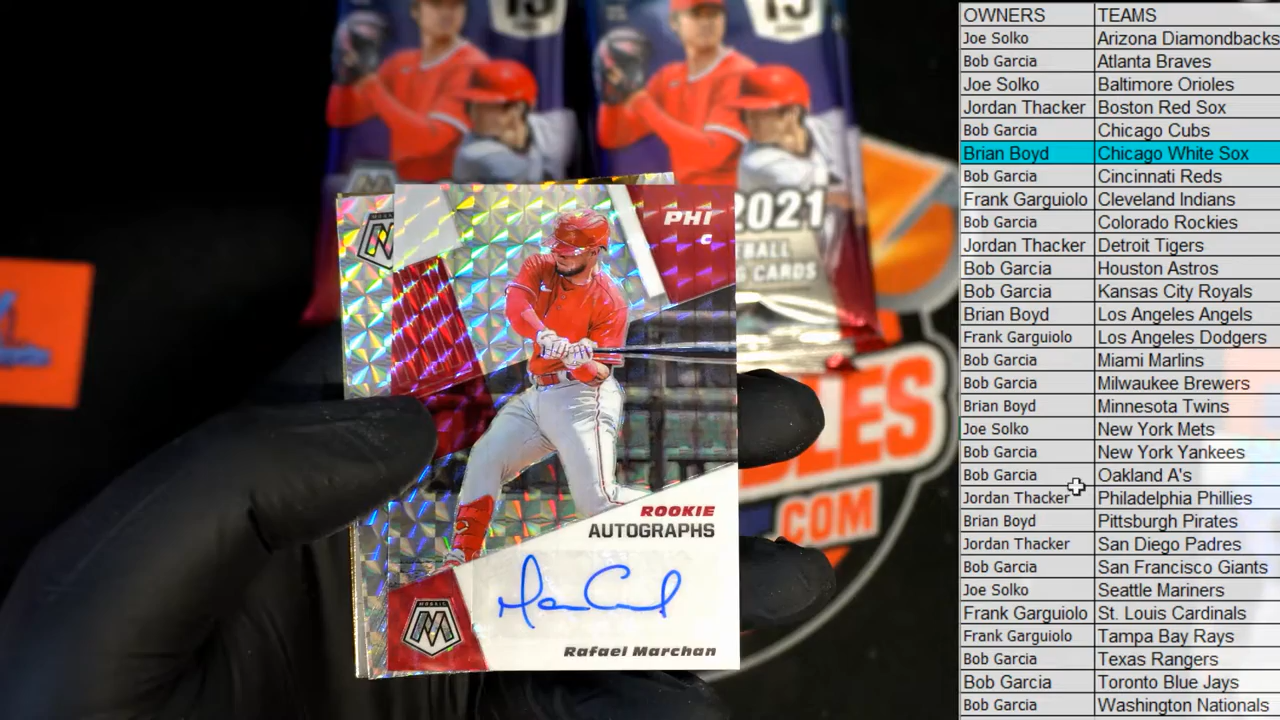 15
15
OWNERS TEAMS
Joe Solko Arizona Diamondbacks
Bob Garcia Atlanta Braves
Joe Solko Baltimore Orioles
Jordan Thacker Boston Red Sox
Bob Garcia Chicago Cubs
Brian Boyd Chicago White Sox
Bob Garcia Cincinnati Reds
Frank Garguiolo Cleveland Indians
Bob Garcia Colorado Rockies
Jordan Thacker Detroit Tigers
Bob Garcia Houston Astros
Bob Garcia Kansas City Royals
Brian Boyd Los Angeles Angels
Frank Garguiolo Los Angeles Dodgers
Bob Garcia Miami Marlins
Bob Garcia Milwaukee Brewers
Brian Boyd Minnesota Twins
Joe Solko New York Mets
Bob Garcia New York Yankees
Bob Garcia Oakland A's
Jordan Thacker Philadelphia Phillies
Brian Boyd Pittsburgh Pirates
Jordan Thacker San Diego Padres
Bob Garcia San Francisco Giants
Joe Solko Seattle Mariners
Frank Garguiolo St. Louis Cardinals
Frank Garguiolo Tampa Bay Rays
Bob Garcia Texas Rangers
Bob Garcia Toronto Blue Jays
Bob Garcia Washington Nationals
PHI
C
2021
CARDS
.COM
ROOKIE
AUTOGRAPHS
MOSAIC
Rafael Marchan